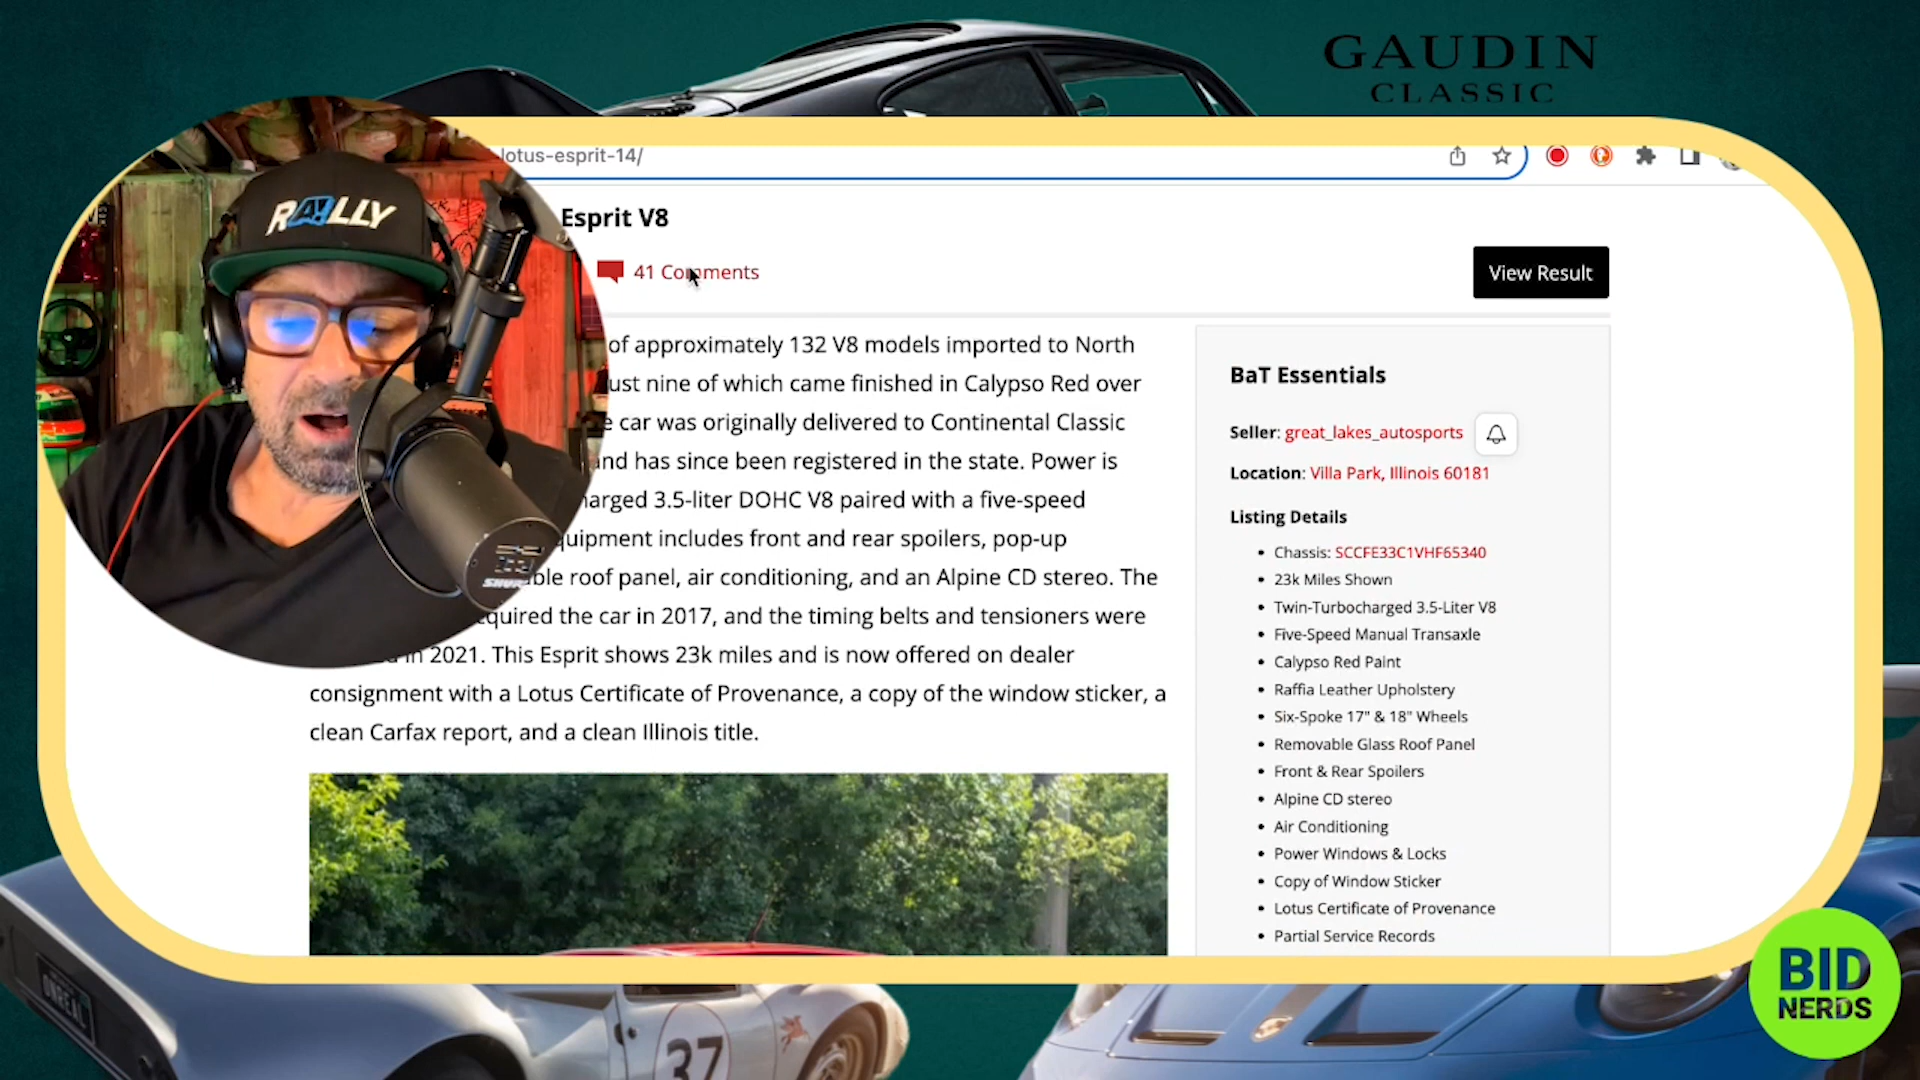 GAUDIN
CLASSIC
lotus-esprit-14/
RALLY
Esprit V8
41 Comments
View Result
of approximately 132 V8 models imported to North
ust nine of which came finished in Calypso Red over
e car was originally delivered to Continental Classic
and has since been registered in the state. Power is
harged 3.5-liter DOHC V8 paired with a five-speed
quipment includes front and rear spoilers, pop-up
ble roof panel, air conditioning, and an Alpine CD stereo. The
quired the car in 2017, and the timing belts and tensioners were
in 2021. This Esprit shows 23k miles and is now offered on dealer
consignment with a Lotus Certificate of Provenance, a copy of the window sticker, a
clean Carfax report, and a clean Illinois title.
BaT Essentials
Seller: great_lakes_autosports
Location: Villa Park, Illinois 60181
Listing Details
• Chassis: SCCFE33C1VHF65340
• 23k Miles Shown
• Twin-Turbocharged 3.5-Liter V8
• Five-Speed Manual Transaxle
• Calypso Red Paint
• Raffia Leather Upholstery
• Six-Spoke 17" & 18" Wheels
• Removable Glass Roof Panel
• Front & Rear Spoilers
• Alpine CD stereo
• Air Conditioning
• Power Windows & Locks
• Copy of Window Sticker
• Lotus Certificate of Provenance
• Partial Service Records
37
BID
NERDS